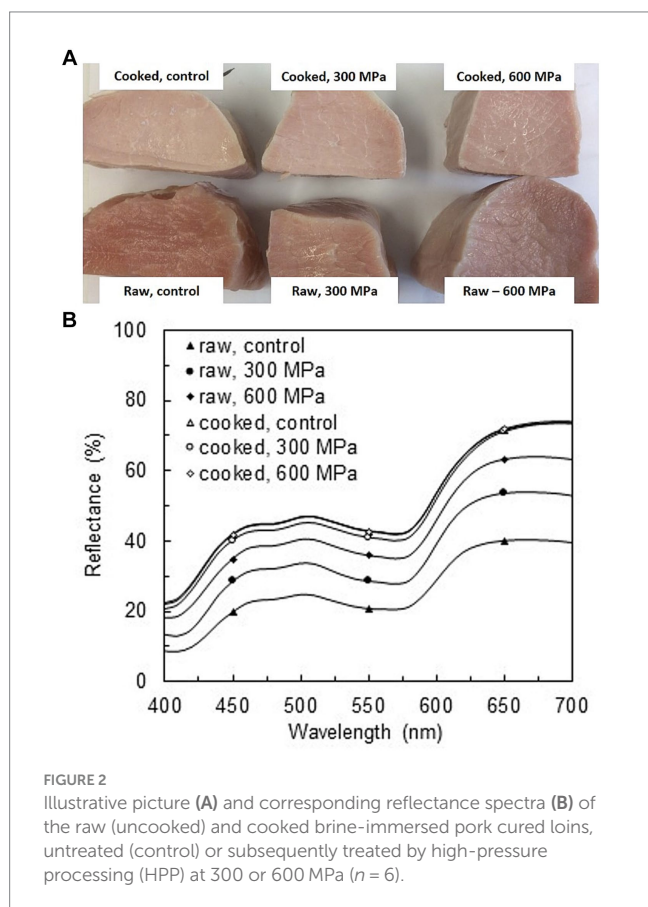 A
Cooked, control
Cooked, 300 MPa
Cooked, 600 MPa
Raw, control
Raw, 300 MPa
Raw – 600 MPa
B
100
80
60
40
20
0
Reflectance (%)
raw, control
raw, 300 MPa
raw, 600 MPa
cooked, control
cooked, 300 MPa
cooked, 600 MPa
400 450 500 550 600 650 700
Wavelength (nm)
FIGURE 2
Illustrative picture (A) and corresponding reflectance spectra (B) of
the raw (uncooked) and cooked brine-immersed pork cured loins,
untreated (control) or subsequently treated by high-pressure
processing (HPP) at 300 or 600 MPa (n = 6).